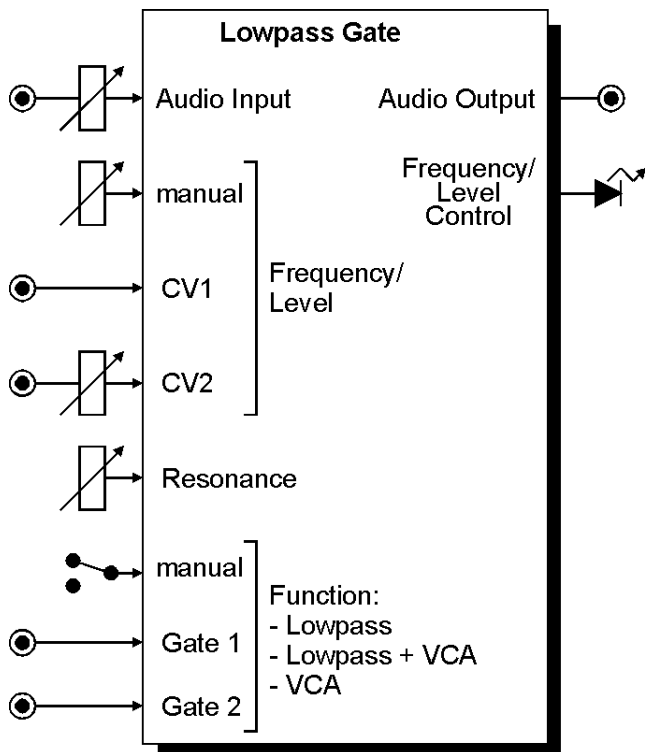 Lowpass Gate
Audio Input
Audio Output
manual
Frequency/
Level
Control
CV1
Frequency/
Level
CV2
Resonance
manual
Function:
- Lowpass
Gate 1
- Lowpass + VCA
- VCA
Gate 2